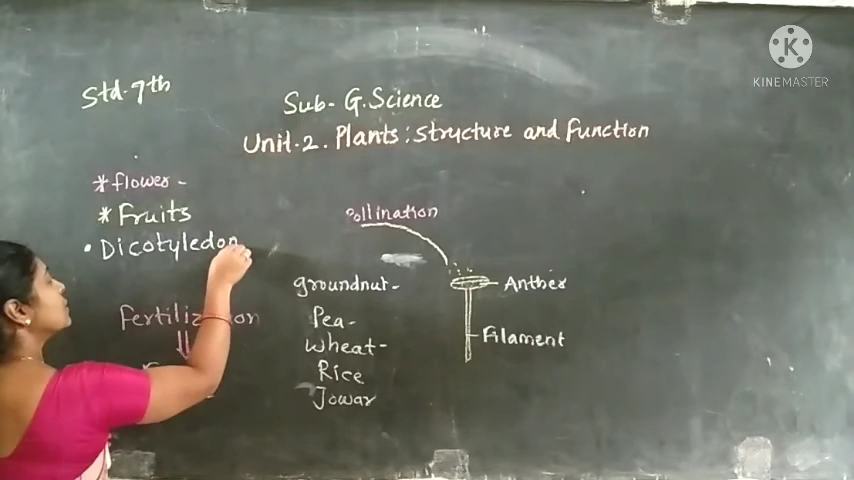 Std. 7th
Sub- G. Science
Unit. 2. Plants: Structure and Function
* flower -
* Fruits
• Dicotyledon
Fertilization
Pollination
groundnut -
Pea -
wheat -
Rice
Jowar
Anther
Filament
K
KINEMASTER